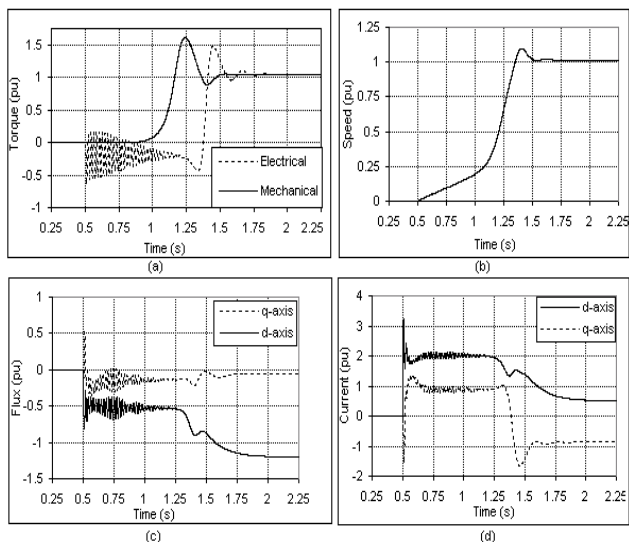 1.5
1
0.5
0
-0.5
-1
Torque (pu)
Electrical
Mechanical
0.25 0.5 0.75 1 1.25 1.5 1.75 2 2.25
Time (s)
(a)
1.25
1
0.75
0.5
0.25
0
Speed (pu)
0.25 0.5 0.75 1 1.25 1.5 1.75 2 2.25
Time (s)
(b)
1
0.5
0
-0.5
-1
-1.5
Flux (pu)
q-axis
d-axis
0.25 0.5 0.75 1 1.25 1.5 1.75 2 2.25
Time (s)
(c)
4
3
2
1
0
-1
-2
Current (pu)
d-axis
q-axis
0.25 0.5 0.75 1 1.25 1.5 1.75 2 2.25
Time (s)
(d)